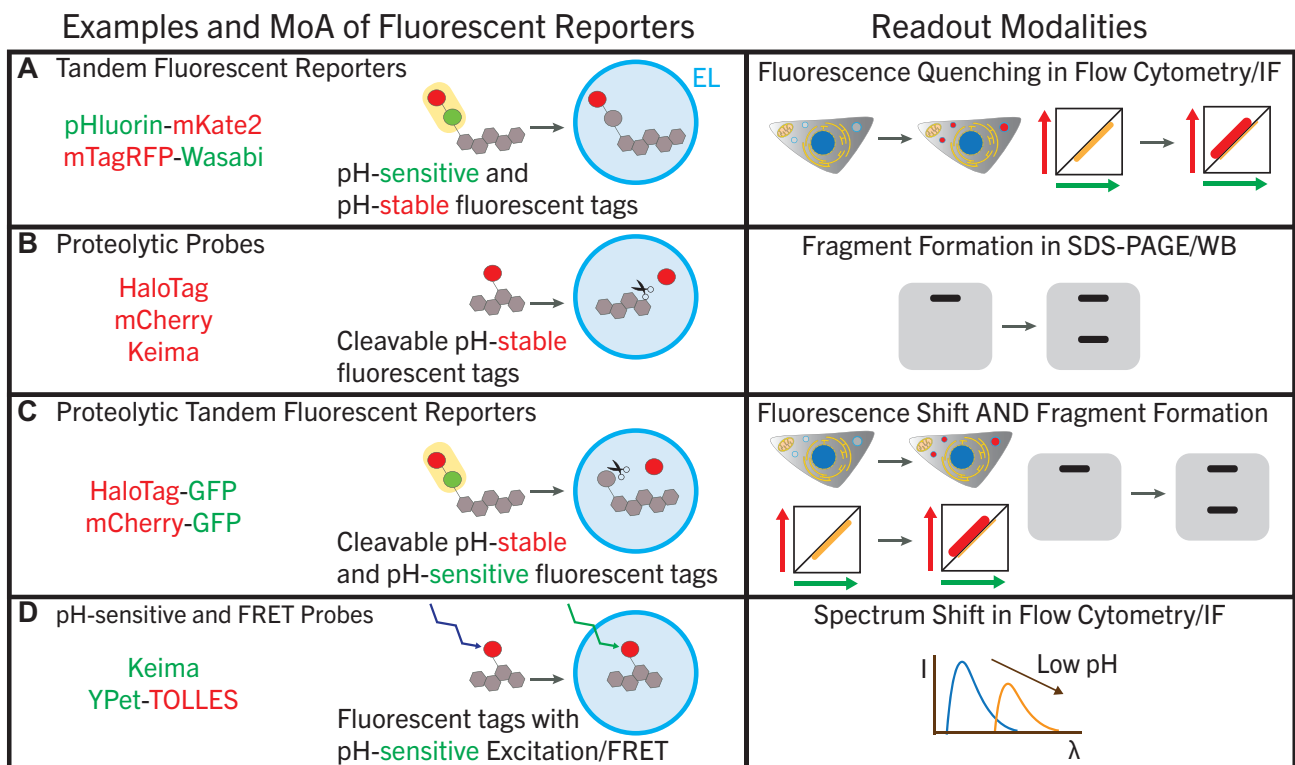 Examples and MoA of Fluorescent Reporters
Readout Modalities
A Tandem Fluorescent Reporters
pHluorin-mKate2
mTagRFP-Wasabi
EL
pH-sensitive and
pH-stable fluorescent tags
Fluorescence Quenching in Flow Cytometry/IF
B Proteolytic Probes
HaloTag
mCherry
Keima
Cleavable pH-stable
fluorescent tags
Fragment Formation in SDS-PAGE/WB
C Proteolytic Tandem Fluorescent Reporters
HaloTag-GFP
mCherry-GFP
Cleavable pH-stable
and pH-sensitive fluorescent tags
Fluorescence Shift AND Fragment Formation
D pH-sensitive and FRET Probes
Keima
YPet-TOLLES
Fluorescent tags with
pH-sensitive Excitation/FRET
Spectrum Shift in Flow Cytometry/IF
I
Low pH
λ